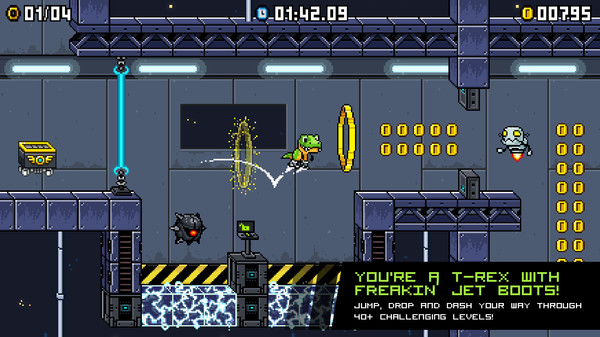 01/04 01:42.09 00795
YOU'RE A T-REX WITH
FREAKIN' JET BOOTS!
JUMP, DROP AND DASH YOUR WAY THROUGH
40+ CHALLENGING LEVELS!